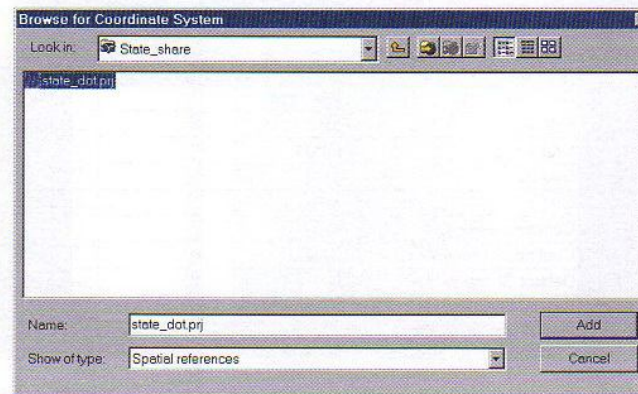 Browse for Coordinate System
Look in: State_share
state_dot.prj
Name: state_dot.prj Add
Show of type: Spatial references Cancel